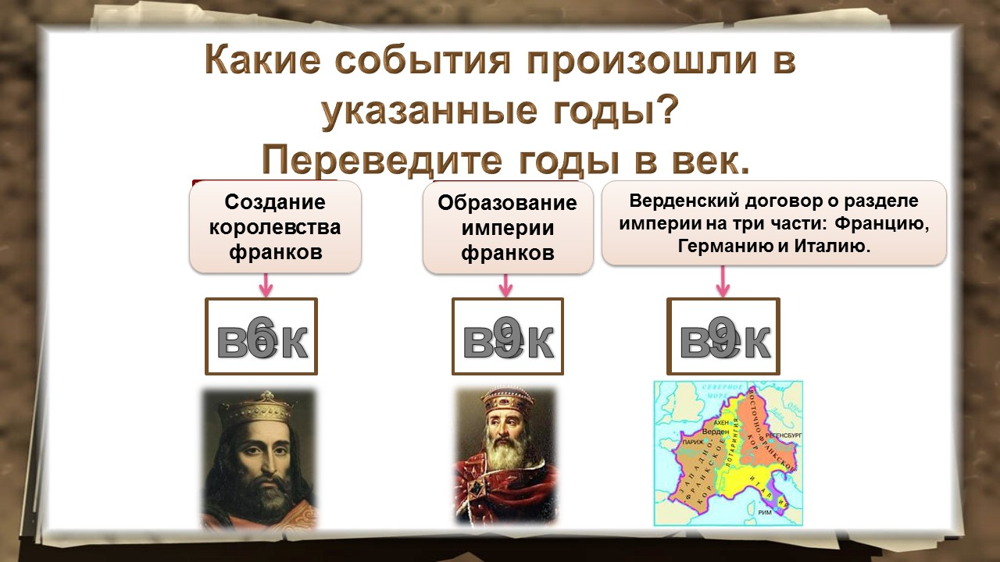 Какие события произошли в
указанные годы?
Переведите годы в век.
Создание
королевства
франков
Образование
империи
франков
Верденский договор о разделе
империи на три части: Францию,
Германию и Италию.
век
6
век
9
век
9
СЕВЕРНОЕ
МОРЕ
АХЕН
Верден
ПАРИЖ
РЕГЕНСБУРГ
ЗАПАДНО-
ФРАНКСКОЕ
КОР.
ЛОТАРИНГИЯ
ВОСТОЧНО-ФРАНКСКОЕ
КОР.
ИТАЛИЯ
РИМ